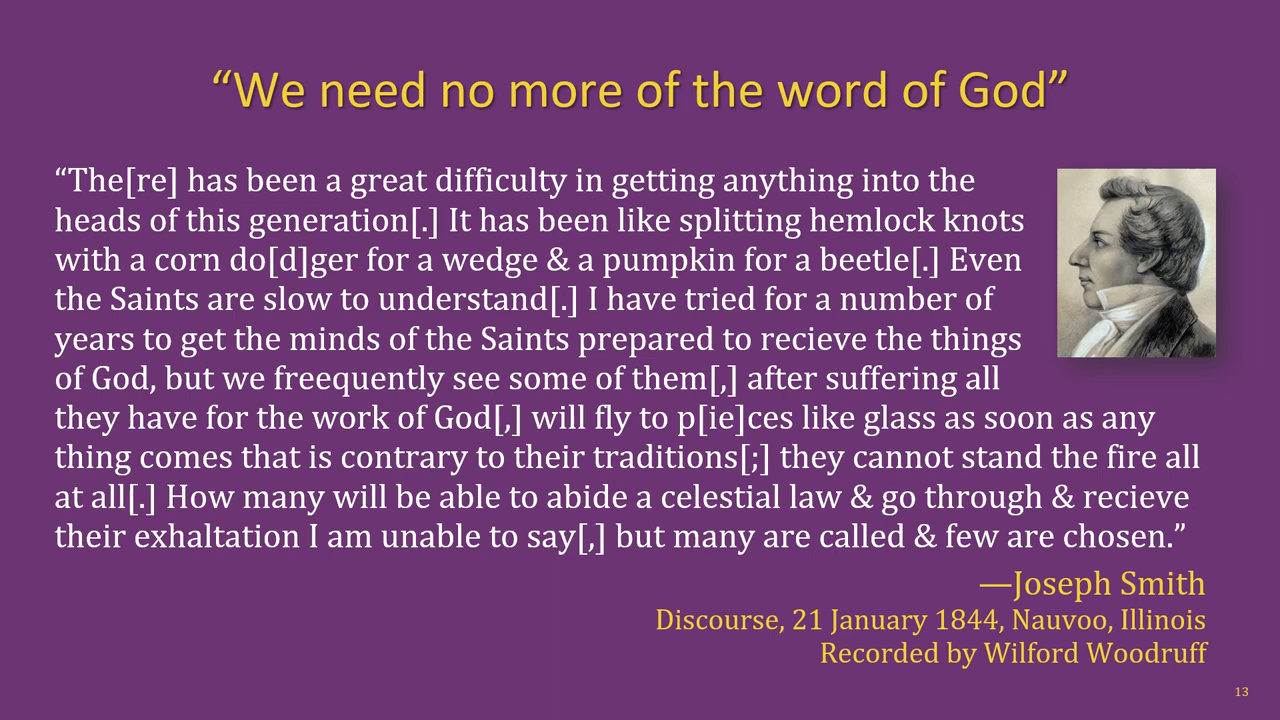 “We need no more of the word of God”
“The[re] has been a great difficulty in getting anything into the
heads of this generation[.] It has been like splitting hemlock knots
with a corn do[d]ger for a wedge & a pumpkin for a beetle[.] Even
the Saints are slow to understand[.] I have tried for a number of
years to get the minds of the Saints prepared to recieve the things
of God, but we freequently see some of them[,] after suffering all
they have for the work of God[,] will fly to p[ie]ces like glass as soon as any
thing comes that is contrary to their traditions[;] they cannot stand the fire all
at all[.] How many will be able to abide a celestial law & go through & recieve
their exhaltation I am unable to say[,] but many are called & few are chosen.”
—Joseph Smith
Discourse, 21 January 1844, Nauvoo, Illinois
Recorded by Wilford Woodruff
13